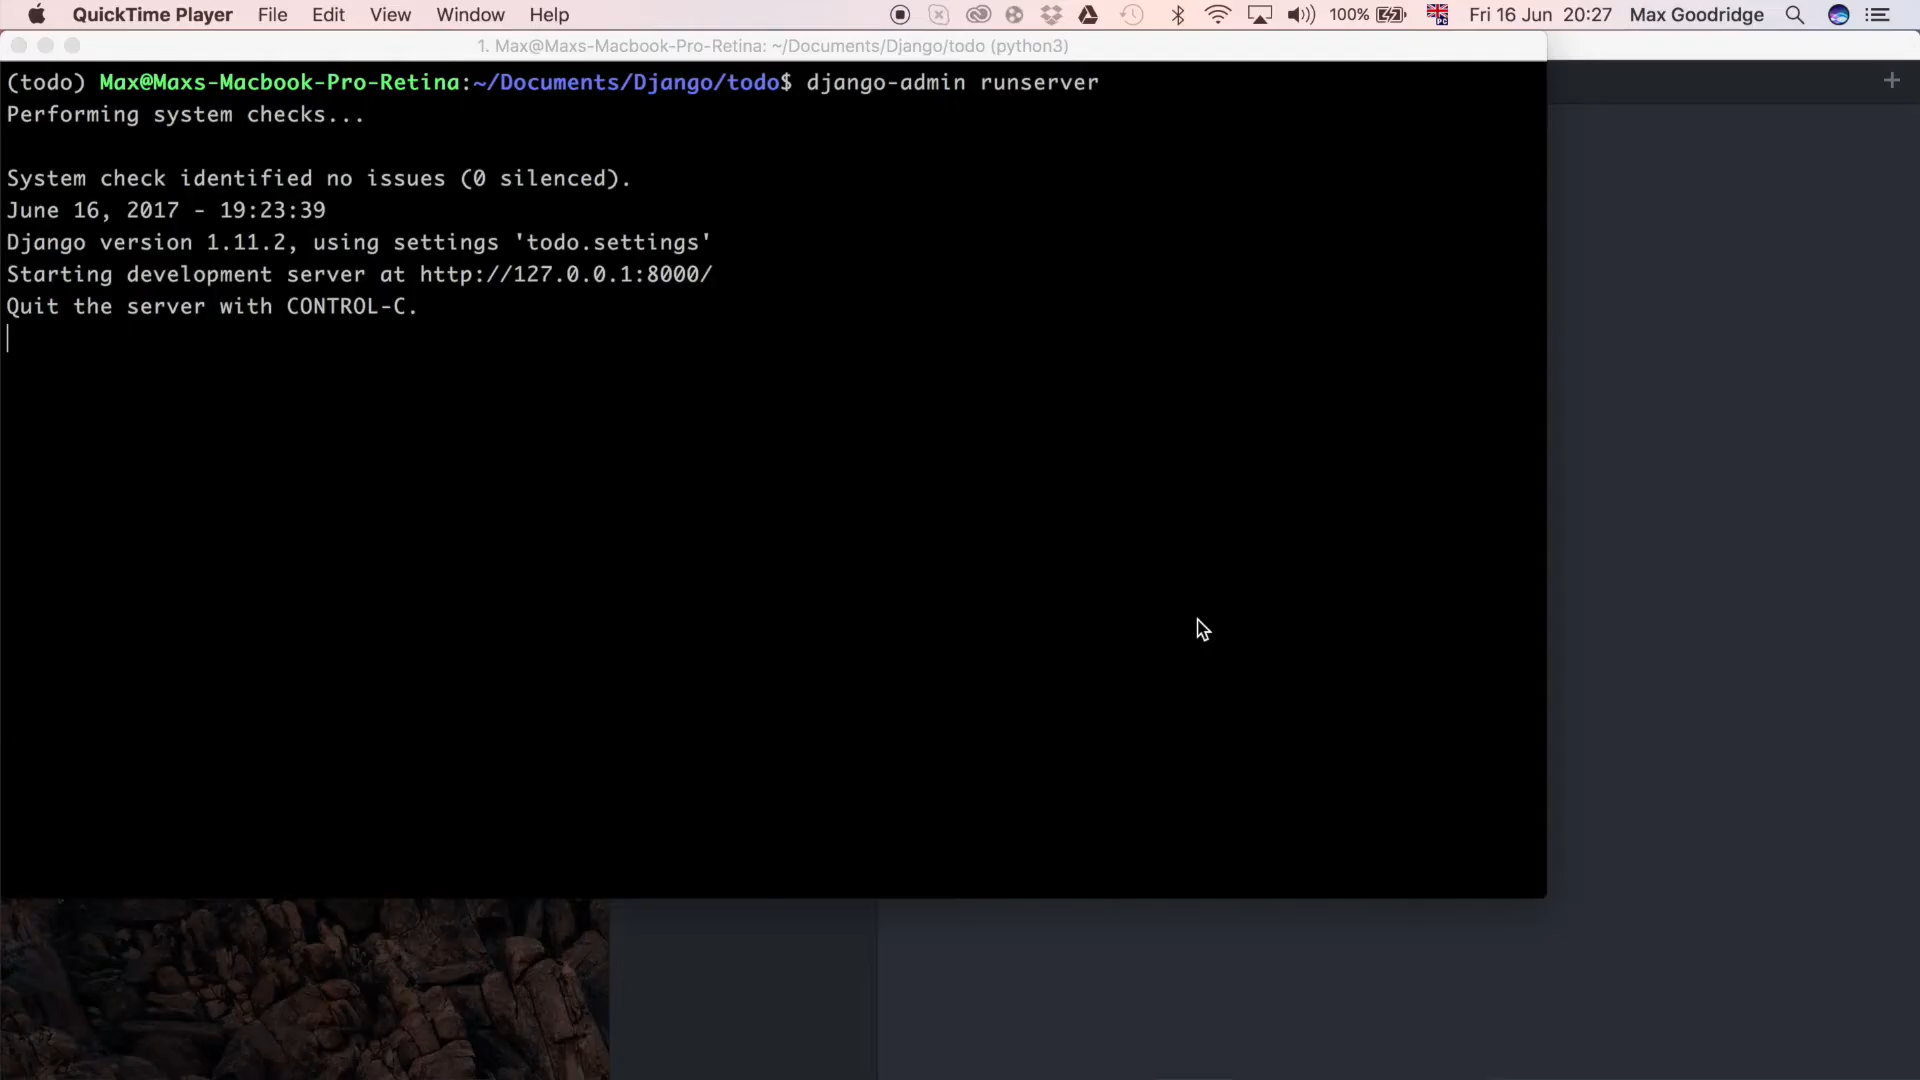 QuickTime Player File Edit View Window Help 100% Fri 16 Jun 20:27 Max Goodridge
1. Max@Maxs-Macbook-Pro-Retina: ~/Documents/Django/todo (python3)
(todo) Max@Maxs-Macbook-Pro-Retina:~/Documents/Django/todo$ django-admin runserver
Performing system checks...
System check identified no issues (0 silenced).
June 16, 2017 - 19:23:39
Django version 1.11.2, using settings 'todo.settings'
Starting development server at http://127.0.0.1:8000/
Quit the server with CONTROL-C.